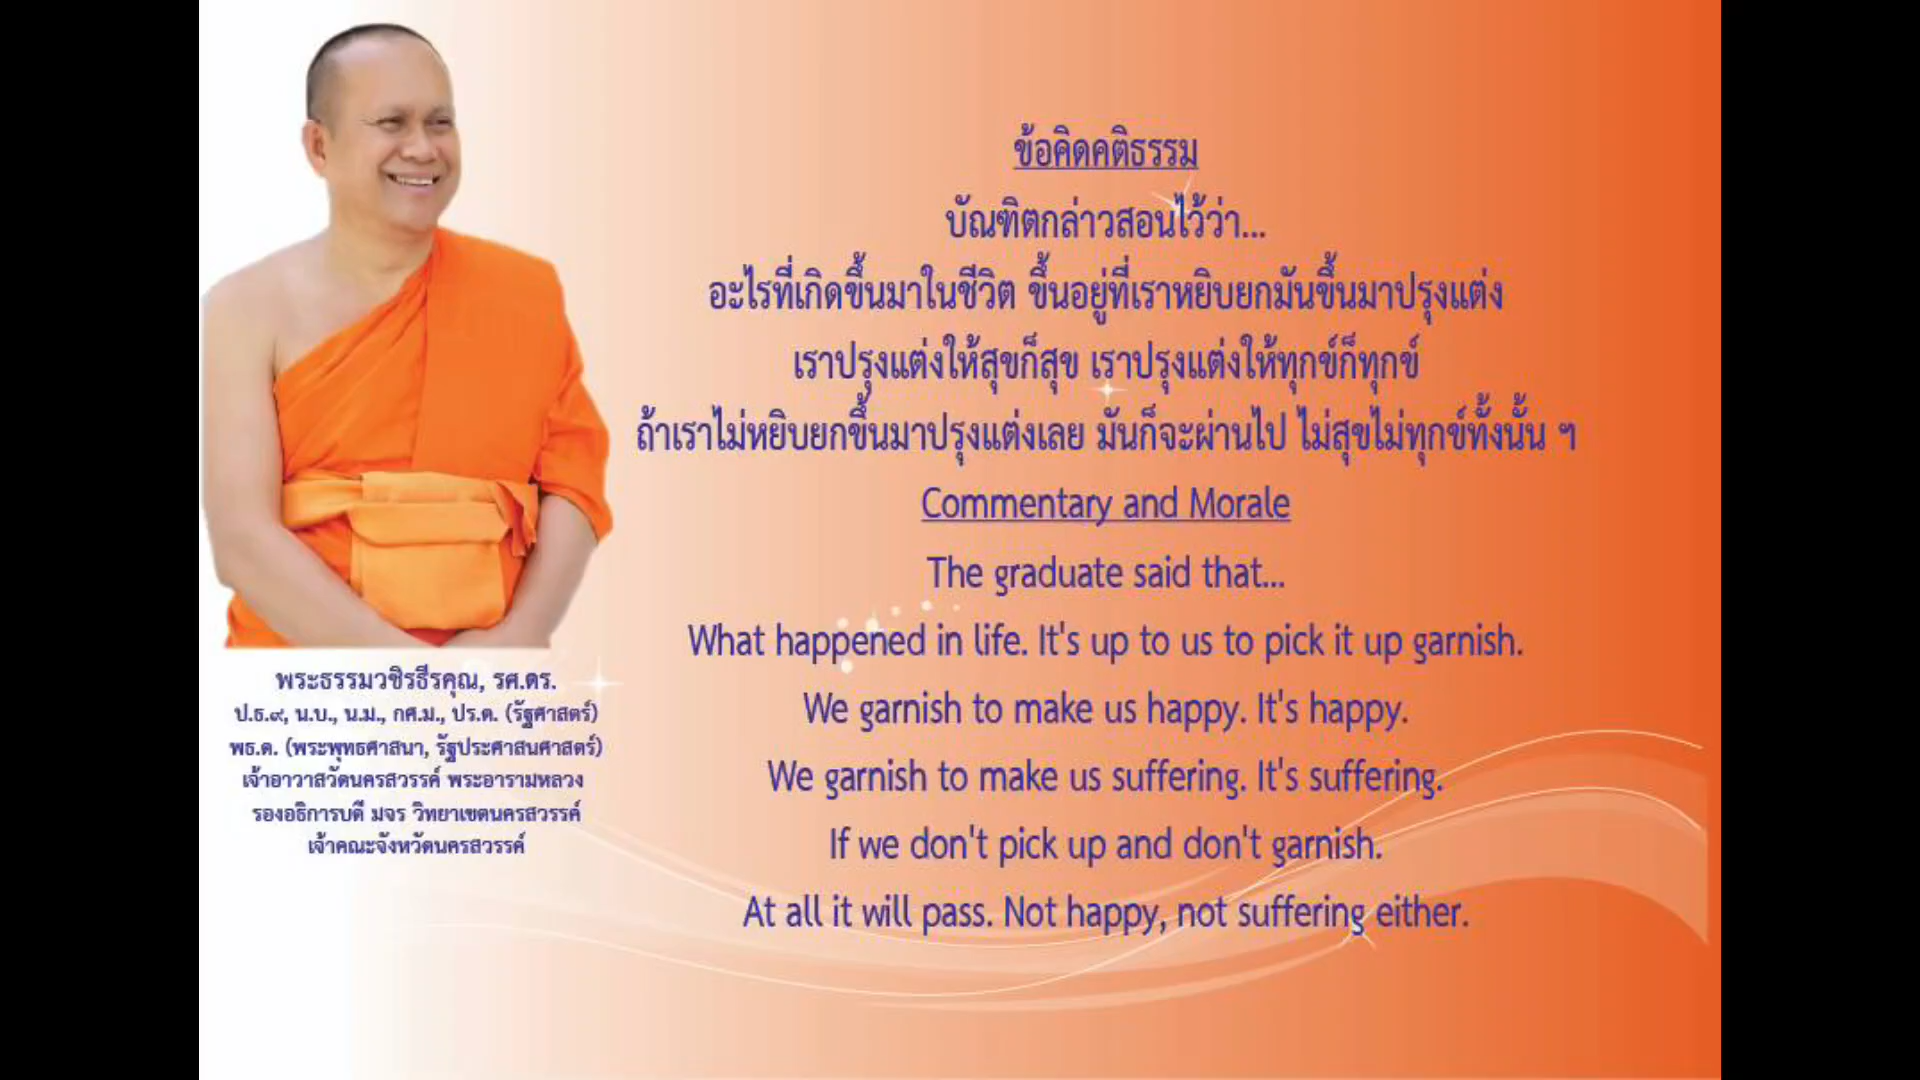 ข้อคิดคติธรรม
บัณฑิตกล่าวสอนไว้ว่า...
อะไรที่เกิดขึ้นมาในชีวิต ขึ้นอยู่ที่เราหยิบยกมันขึ้นมาปรุงแต่ง
เราปรุงแต่งให้สุขก็สุข เราปรุงแต่งให้ทุกข์ก็ทุกข์
ถ้าเราไม่หยิบยกขึ้นมาปรุงแต่งเลย มันก็จะผ่านไป ไม่สุขไม่ทุกข์ทั้งนั้น ฯ
Commentary and Morale
The graduate said that...
What happened in life. It's up to us to pick it up garnish.
We garnish to make us happy. It's happy.
We garnish to make us suffering. It's suffering.
If we don't pick up and don't garnish.
At all it will pass. Not happy, not suffering either.
พระธรรมวชิรธีรคุณ, รศ.ดร.
ป.ธ.๙, น.บ., น.ม., กศ.ม., ปร.ด. (รัฐศาสตร์)
พธ.ด. (พระพุทธศาสนา, รัฐประศาสนศาสตร์)
เจ้าอาวาสวัดนครสวรรค์ พระอารามหลวง
รองอธิการบดี มจร วิทยาเขตนครสวรรค์
เจ้าคณะจังหวัดนครสวรรค์